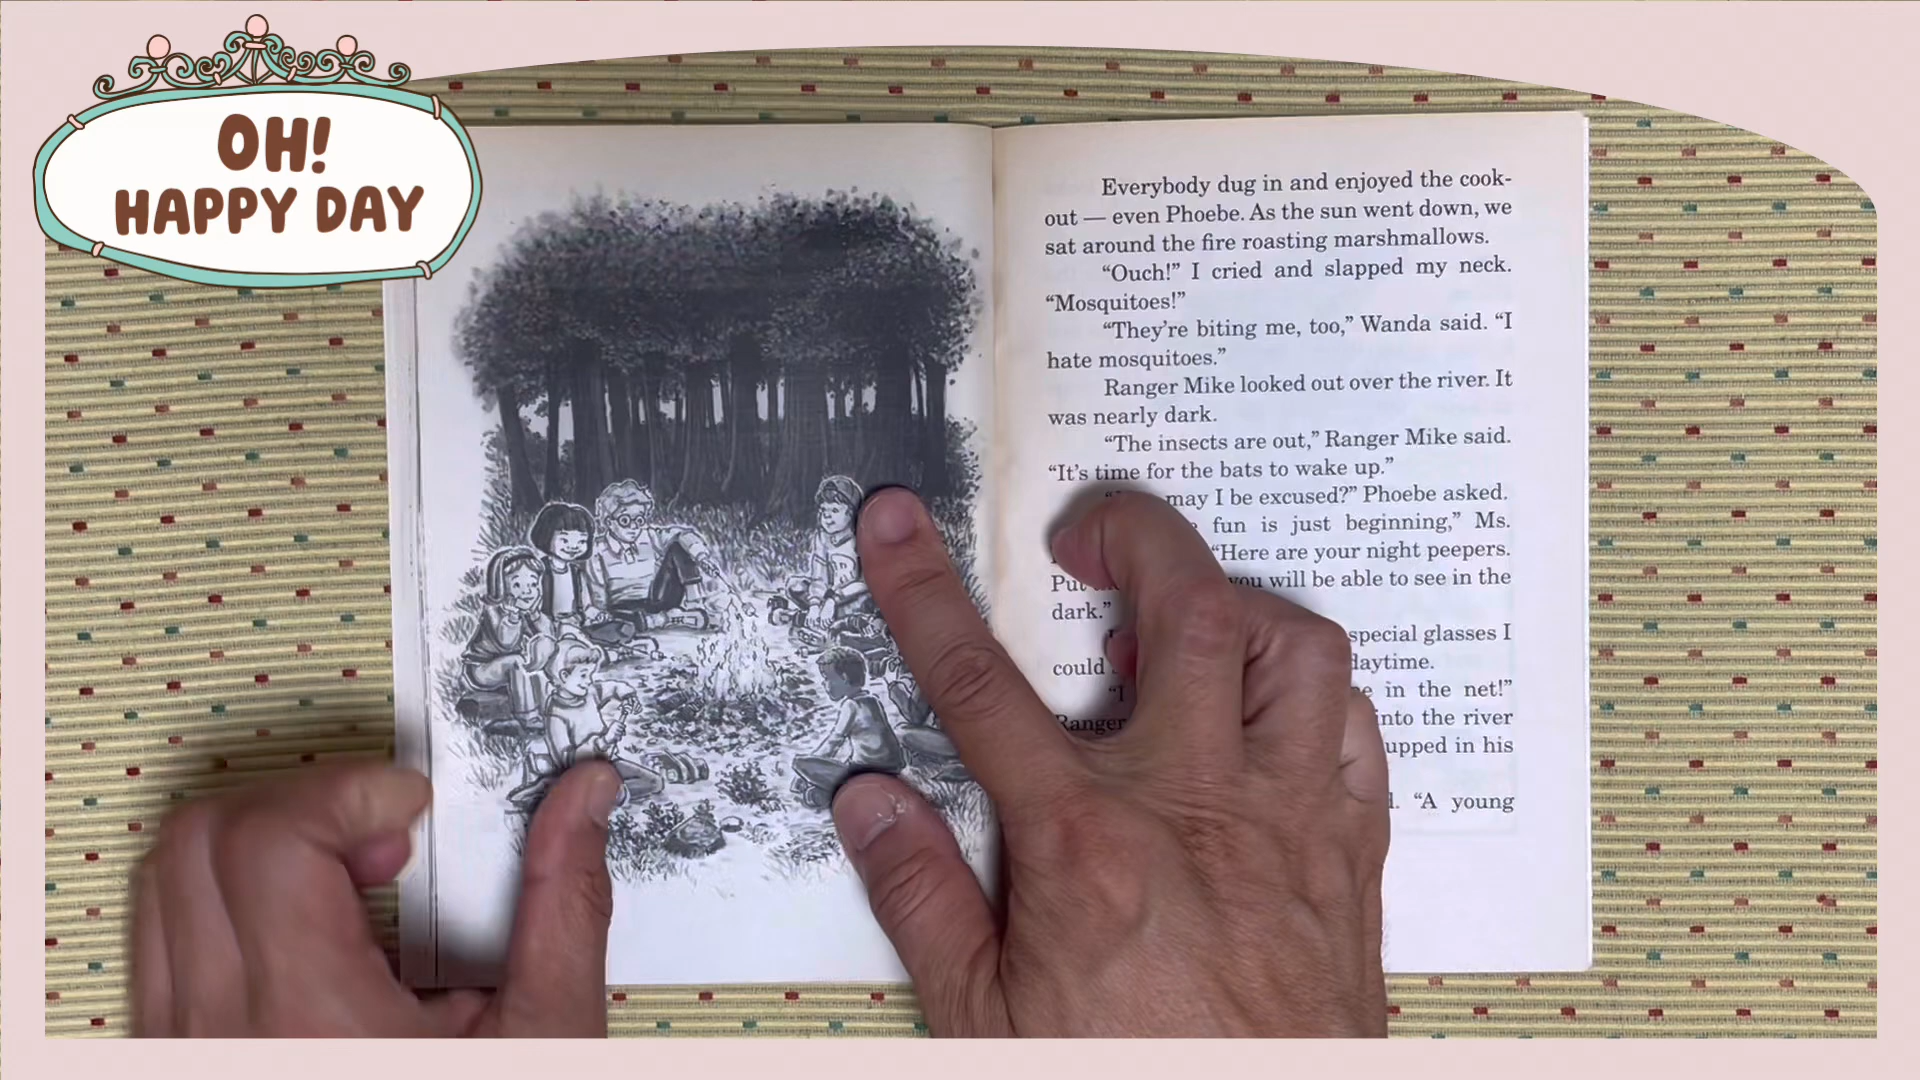 OH!
HAPPY DAY
Everybody dug in and enjoyed the cook-
out — even Phoebe. As the sun went down, we
sat around the fire roasting marshmallows.
“Ouch!” I cried and slapped my neck.
“Mosquitoes!”
“They’re biting me, too,” Wanda said. “I
hate mosquitoes.”
Ranger Mike looked out over the river. It
was nearly dark.
“The insects are out,” Ranger Mike said.
“It’s time for the bats to wake up.”
may I be excused?” Phoebe asked.
fun is just beginning,” Ms.
“Here are your night peepers.
you will be able to see in the
dark.”
special glasses I
could daytime.
“I in the net!”
Ranger into the river
in his
“A young